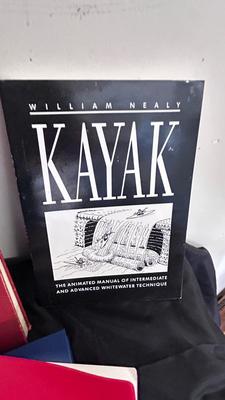 WILLIAM NEALY
KAYAK
THE ANIMATED MANUAL OF INTERMEDIATE
AND ADVANCED WHITEWATER TECHNIQUE